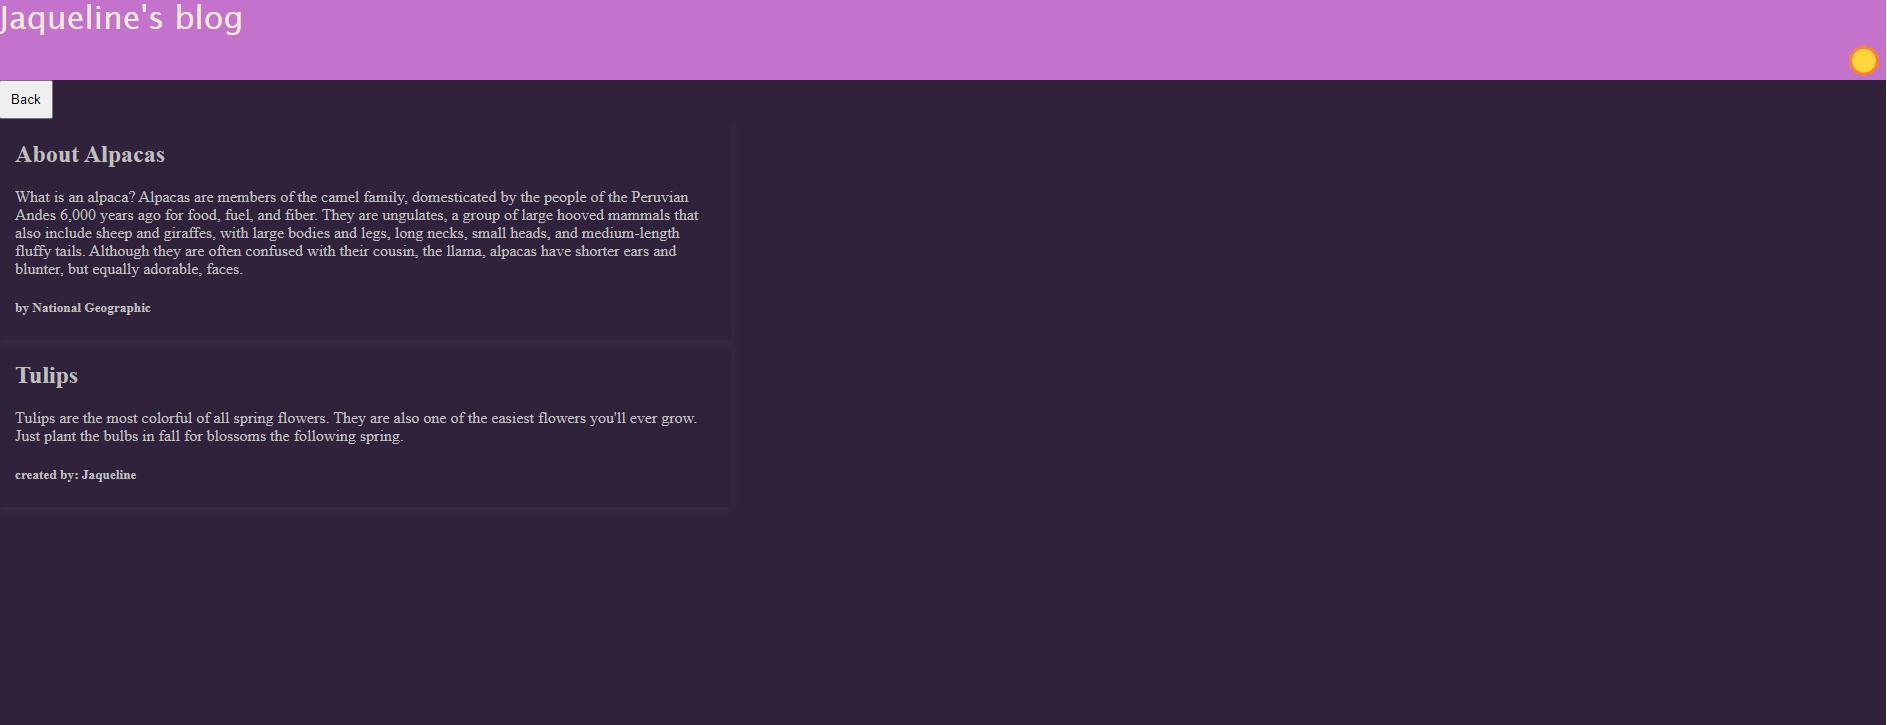 Jaqueline's blog
Back
About Alpacas
What is an alpaca? Alpacas are members of the camel family, domesticated by the people of the Peruvian
Andes 6,000 years ago for food, fuel, and fiber. They are ungulates, a group of large hooved mammals that
also include sheep and giraffes, with large bodies and legs, long necks, small heads, and medium-length
fluffy tails. Although they are often confused with their cousin, the llama, alpacas have shorter ears and
blunter, but equally adorable, faces.
by National Geographic
Tulips
Tulips are the most colorful of all spring flowers. They are also one of the easiest flowers you'll ever grow.
Just plant the bulbs in fall for blossoms the following spring.
created by: Jaqueline